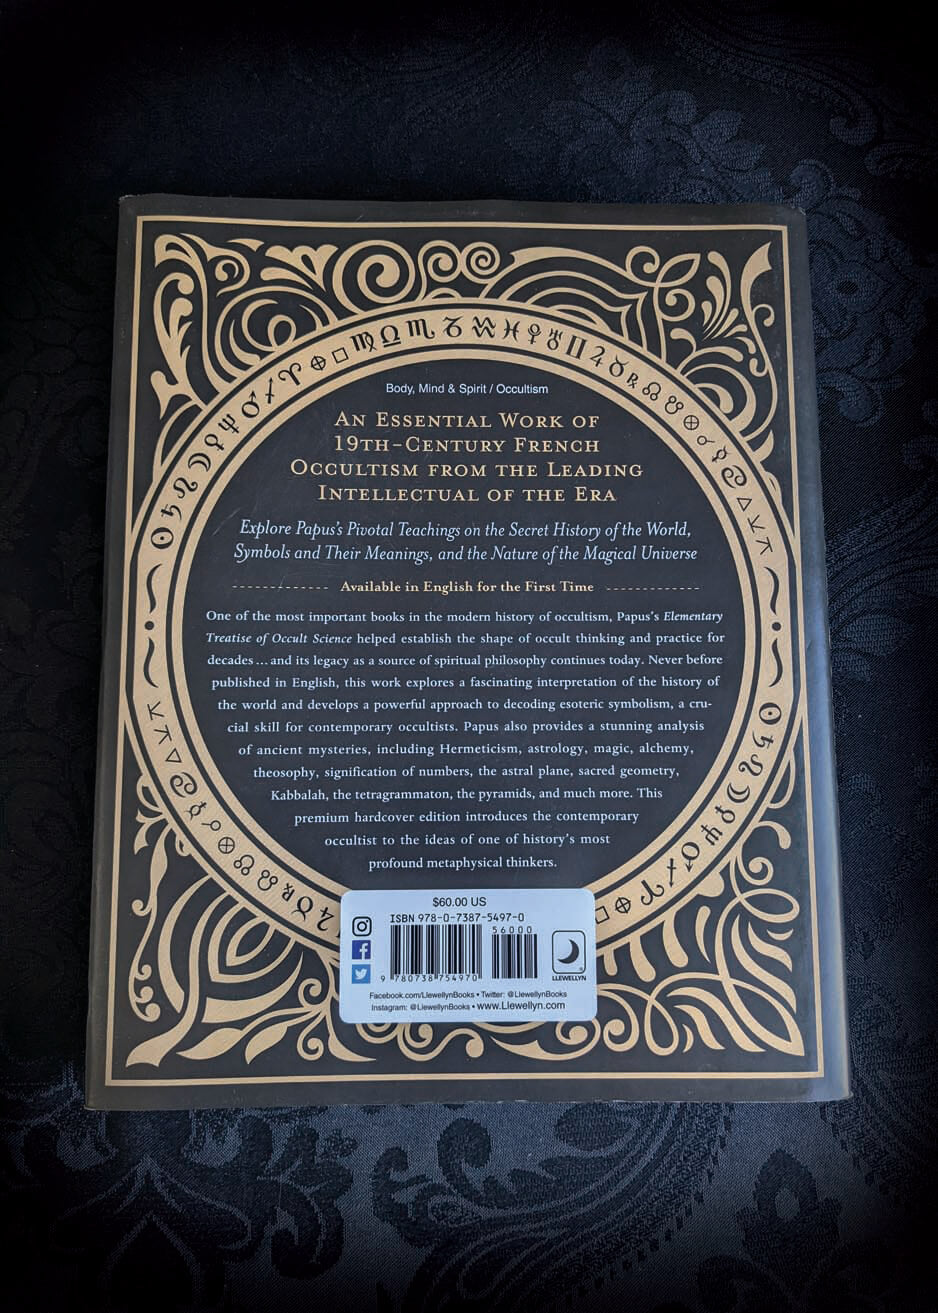 Body, Mind & Spirit / Occultism
An Essential Work of
19th-Century French
Occultism from the Leading
Intellectual of the Era
Explore Papus's Pivotal Teachings on the Secret History of the World,
Symbols and Their Meanings, and the Nature of the Magical Universe
Available in English for the First Time
One of the most important books in the modern history of occultism, Papus's Elementary
Treatise of Occult Science helped establish the shape of occult thinking and practice for
decades ... and its legacy as a source of spiritual philosophy continues today. Never before
published in English, this work explores a fascinating interpretation of the history of
the world and develops a powerful approach to decoding esoteric symbolism, a cru-
cial skill for contemporary occultists. Papus also provides a stunning analysis
of ancient mysteries, including Hermeticism, astrology, magic, alchemy,
theosophy, signification of numbers, the astral plane, sacred geometry,
Kabbalah, the tetragrammaton, the pyramids, and much more. This
premium hardcover edition introduces the contemporary
occultist to the ideas of one of history's most
profound metaphysical thinkers.
$60.00 US
ISBN 978-0-7387-5497-0
56000
9 780738 754970
LLEWELLYN
Facebook.com/LlewellynBooks • Twitter: @LlewellynBooks
Instagram: @LlewellynBooks • www.Llewellyn.com